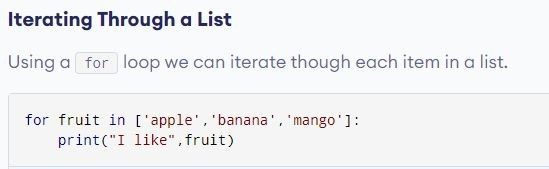 Iterating Through a List
Using a for loop we can iterate though each item in a list.
for fruit in ['apple','banana','mango']:
    print("I like",fruit)